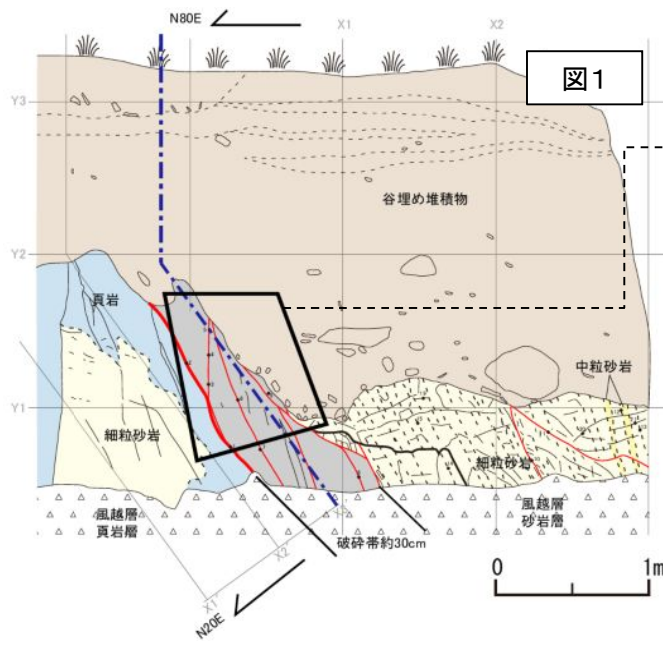 N80E
X1
X2
図1
Y3
谷埋め堆積物
Y2
頁岩
中粒砂岩
Y1
細粒砂岩
細粒砂岩
風越層
頁岩層
風越層
砂岩層
破砕帯約30cm
X2'
X1'
N20E
0
1m